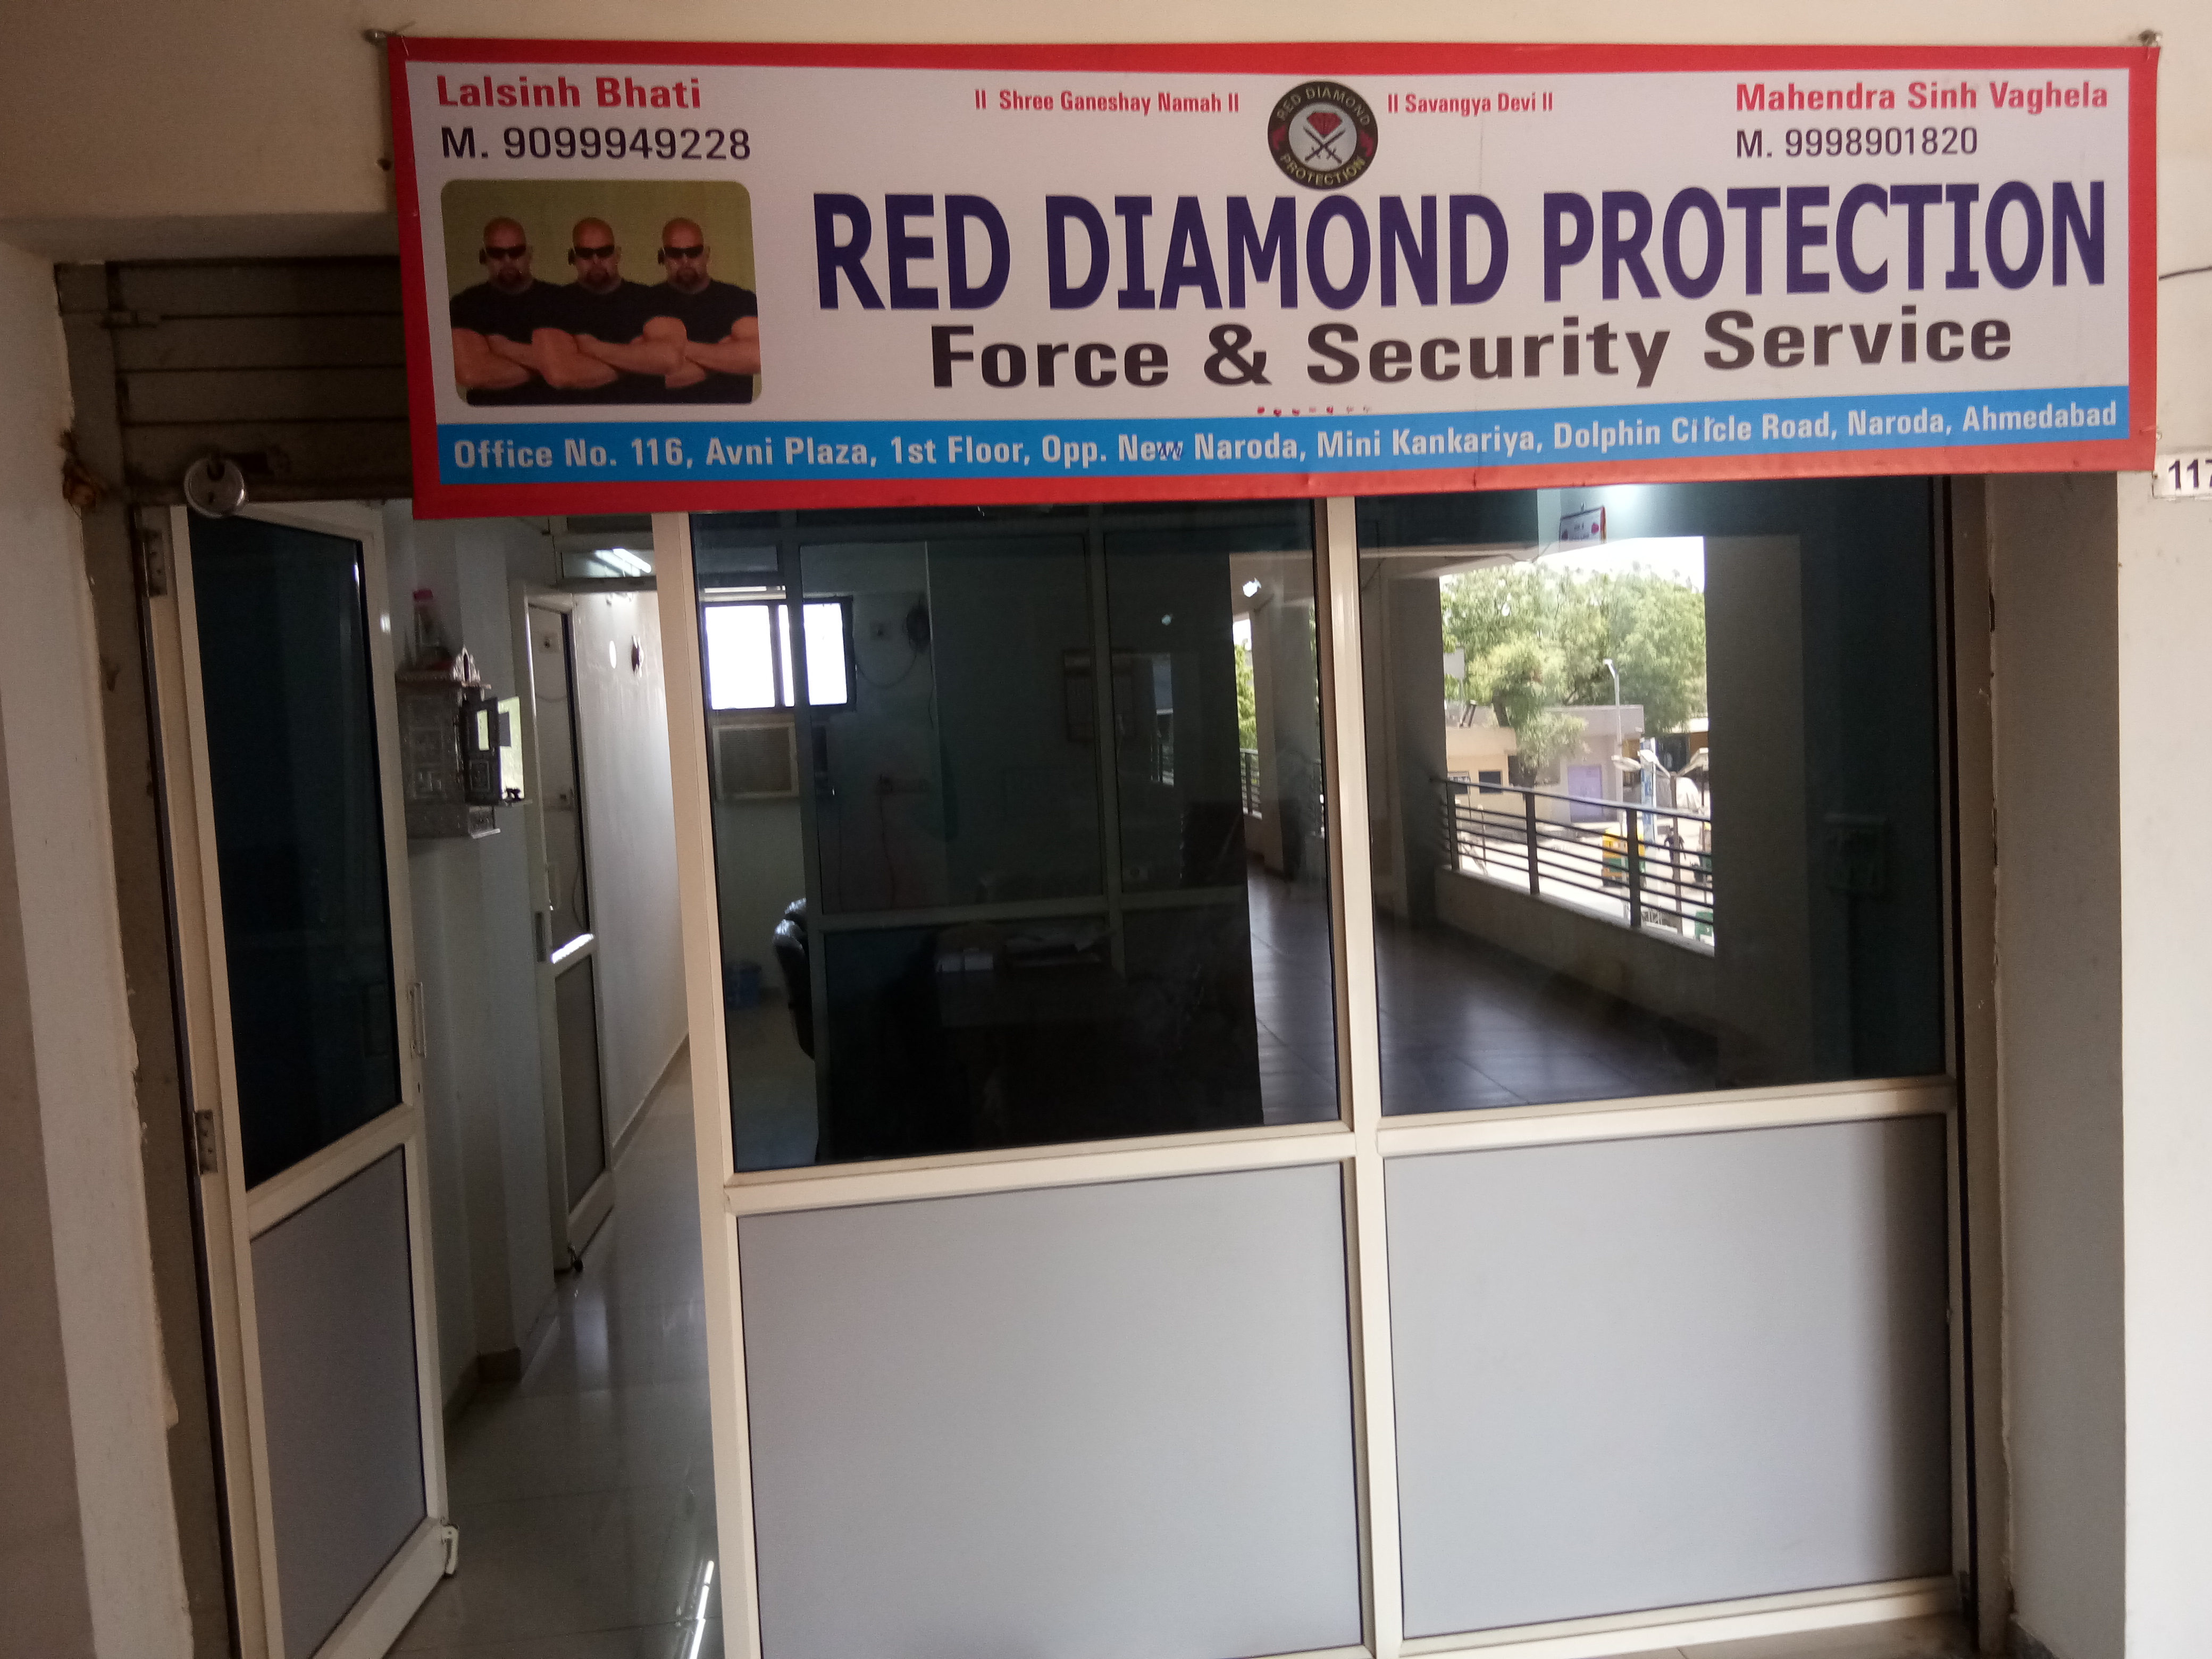 Lalsinh Bhati
M. 9099949228
II Shree Ganeshay Namah II
RED DIAMOND
PROTECTION
II Savangya Devi II
Mahendra Sinh Vaghela
M. 9998901820
RED DIAMOND PROTECTION
Force & Security Service
Office No. 116, Avni Plaza, 1st Floor, Opp. New Naroda, Mini Kankariya, Dolphin Circle Road, Naroda, Ahmedabad
117